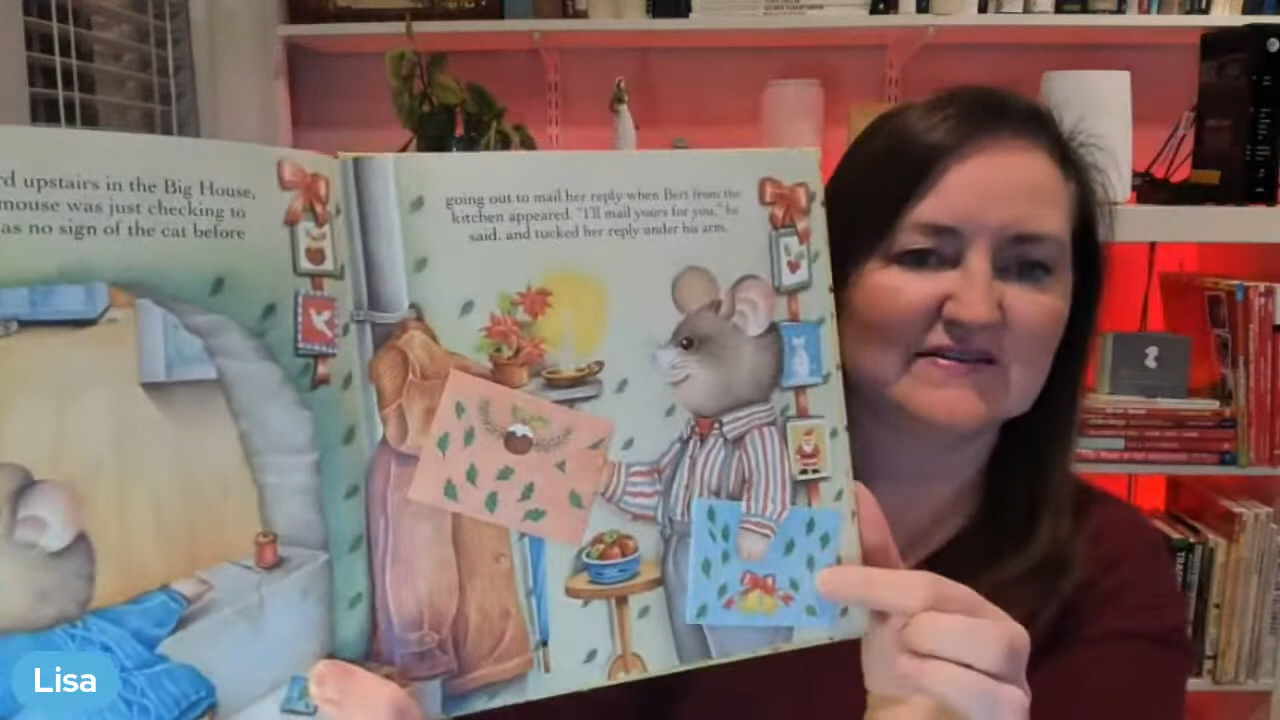 rd upstairs in the Big House,
mouse was just checking to
as no sign of the cat before
going out to mail her reply when Bert from the
kitchen appeared. "I'll mail yours for you," he
said, and tucked her reply under his arm.
Lisa